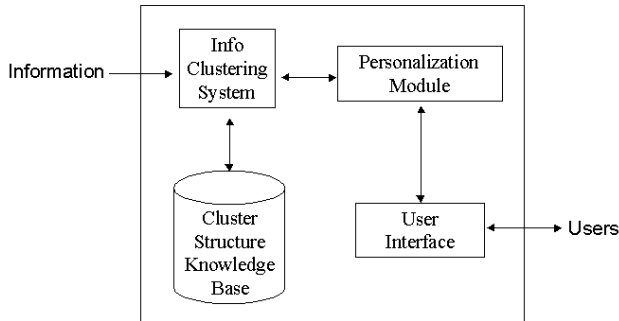 Information
Info
Clustering
System
Personalization
Module
Cluster
Structure
Knowledge
Base
User
Interface
Users